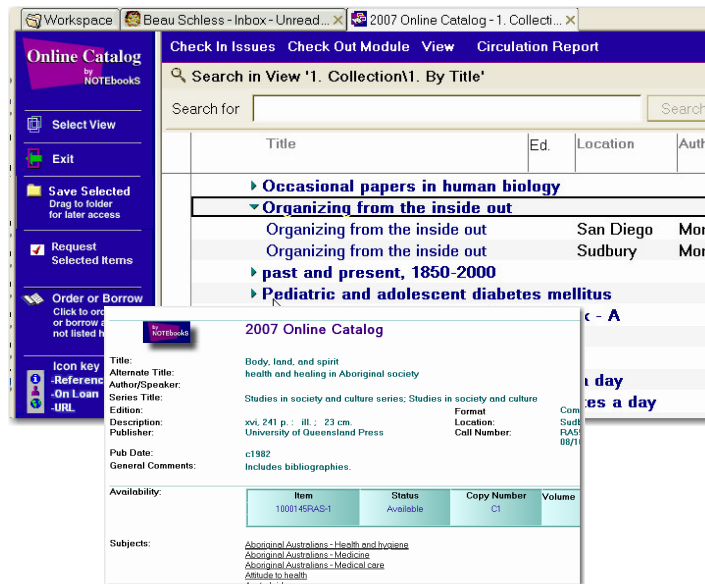 Workspace
Beau Schless - Inbox - Unread...
2007 Online Catalog - 1. Collecti...
Online Catalog
by
NOTEbookS
Select View
Exit
Save Selected
Drag to folder
for later access
Request
Selected Items
Order or Borrow
Click to
or borrow
not listed
Icon key
-On Loan
-URL
Check In Issues Check Out Module View Circulation Report
Search in View '1. Collection\1. By Title'
Search for
Search
Title Ed. Location
Occasional papers in human biology
Organizing from the inside out
Organizing from the inside out San Diego
Organizing from the inside out Sudbury
past and present, 1850-2000
Pediatric and adolescent diabetes mellitus
- A
day
a day
by
NOTEbookS
2007 Online Catalog
Title: Body, land, and spirit
Alternate Title: health and healing in Aboriginal society
Author/Speaker:
Series Title: Studies in society and culture series; Studies in society and culture
Edition: Format
Description: xvi, 241 p. : ill. ; 23 cm. Location:
Publisher: University of Queensland Press Call Number:
Pub Date: c1982
General Comments: Includes bibliographies.
Availability:
Item Status Copy Number Volume
1000145RAS-1 Available C1
Subjects: Aboriginal Australians - Health and hygiene
Aboriginal Australians - Medicine
Aboriginal Australians - Medical care
Attitude to health